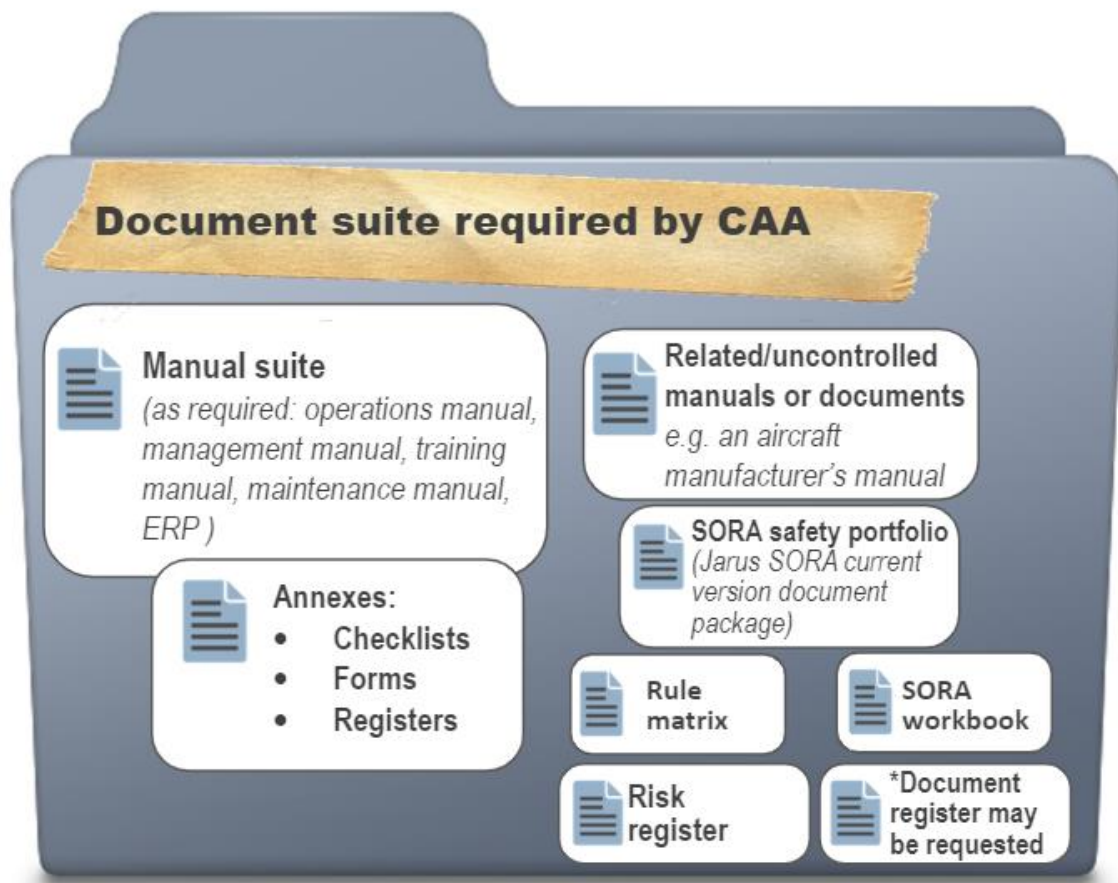 Document suite required by CAA
Manual suite
(as required: operations manual,
management manual, training
manual, maintenance manual,
ERP )
Annexes:
• Checklists
• Forms
• Registers
Related/uncontrolled
manuals or documents
e.g. an aircraft
manufacturer’s manual
SORA safety portfolio
(Jarus SORA current
version document
package)
Rule
matrix
SORA
workbook
Risk
register
*Document
register may
be requested